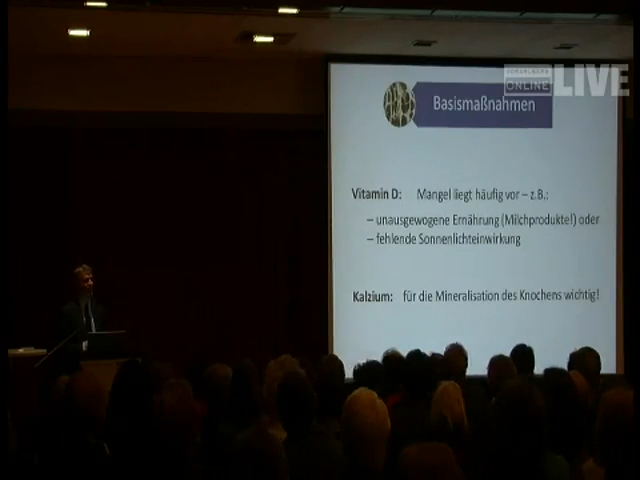 VORARLBERG
ONLINE LIVE
Basismaßnahmen
Vitamin D: Mangel liegt häufig vor – z.B.:
– unausgewogene Ernährung (Milchprodukte!) oder
– fehlende Sonnenlichteinwirkung
Kalzium: für die Mineralisation des Knochens wichtig!